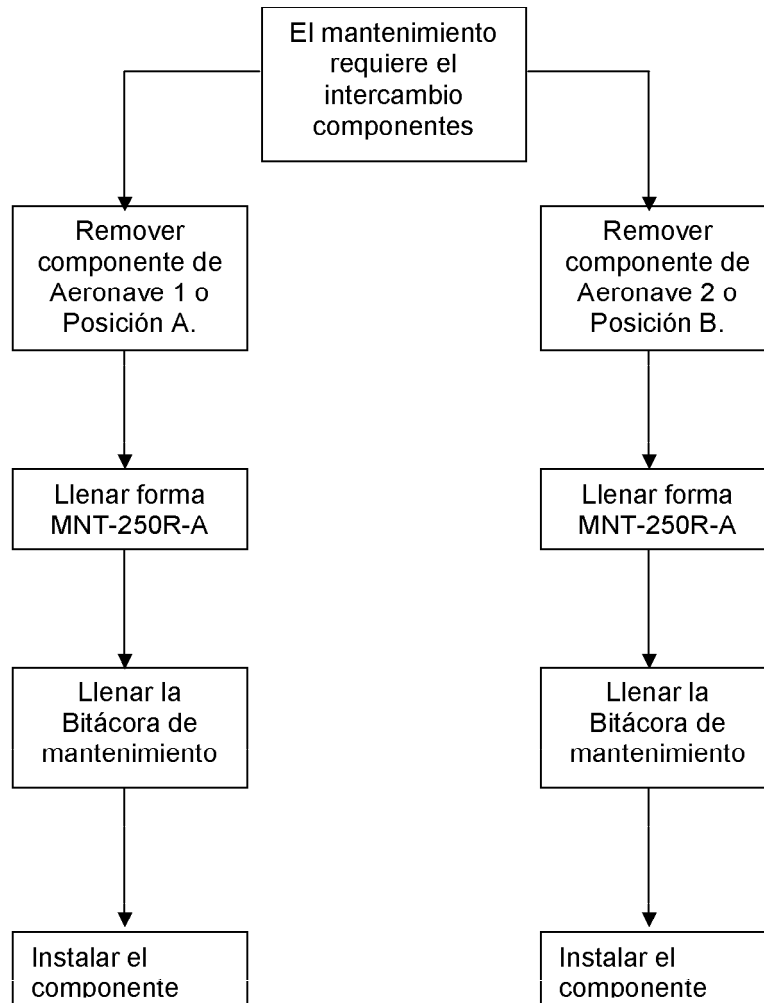 El mantenimiento
requiere el
intercambio
componentes
Remover
componente de
Aeronave 1 o
Posición A.
Remover
componente de
Aeronave 2 o
Posición B.
Llenar forma
MNT-250R-A
Llenar forma
MNT-250R-A
Llenar la
Bitácora de
mantenimiento
Llenar la
Bitácora de
mantenimiento
Instalar el
componente
Instalar el
componente